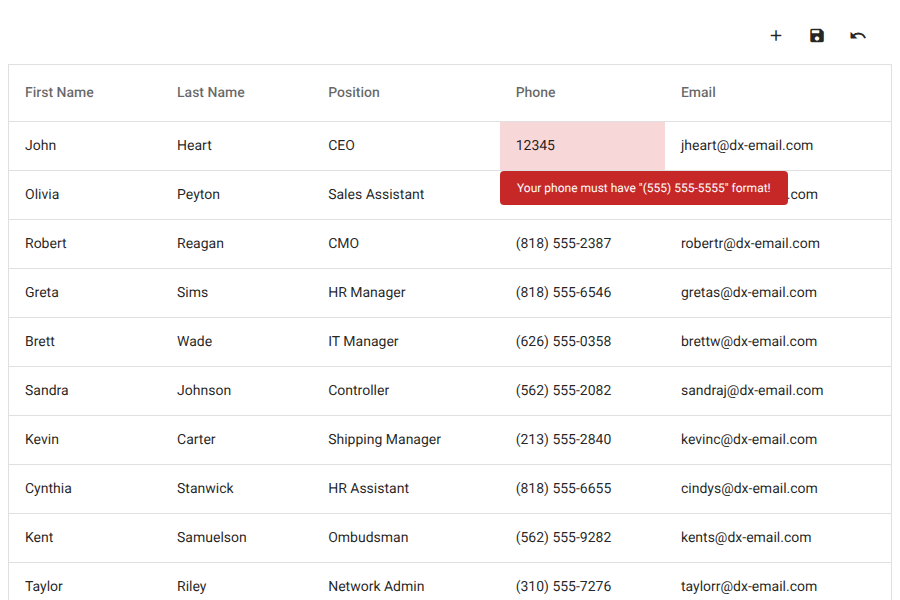 First Name Last Name Position Phone Email
John Heart CEO 12345 jheart@dx-email.com
Olivia Peyton Sales Assistant Your phone must have "(555) 555-5555" format! .com
Robert Reagan CMO (818) 555-2387 robertr@dx-email.com
Greta Sims HR Manager (818) 555-6546 gretas@dx-email.com
Brett Wade IT Manager (626) 555-0358 brettw@dx-email.com
Sandra Johnson Controller (562) 555-2082 sandraj@dx-email.com
Kevin Carter Shipping Manager (213) 555-2840 kevinc@dx-email.com
Cynthia Stanwick HR Assistant (818) 555-6655 cindys@dx-email.com
Kent Samuelson Ombudsman (562) 555-9282 kents@dx-email.com
Taylor Riley Network Admin (310) 555-7276 taylorr@dx-email.com